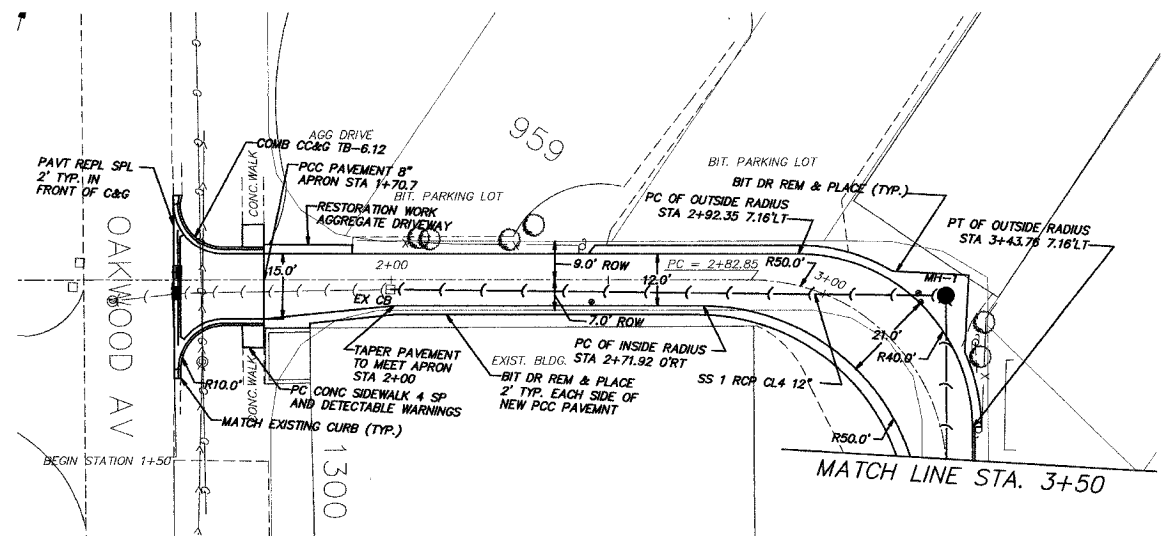 959
AGG DRIVE
COMB CC&G TB-6.12
PAVT REPL SPL
2' TYP. IN
FRONT OF C&G
CONC.WALK
PCC PAVEMENT 8"
APRON STA 1+70.7
BIT. PARKING LOT
RESTORATION WORK
AGGREGATE DRIVEWAY
BIT. PARKING LOT
BIT DR REM & PLACE (TYP.)
PC OF OUTSIDE RADIUS
STA 2+92.35 7.16'LT
PT OF OUTSIDE RADIUS
STA 3+43.76 7.16'LT
OAKWOOD AV
15.0'
2+00
9.0' ROW
PC = 2+82.85
R50.0'
3+00
MH-1
12.0'
EX CB
7.0' ROW
21.0'
R40.0'
PC OF INSIDE RADIUS
STA 2+71.92 0'RT
TAPER PAVEMENT
TO MEET APRON
STA 2+00
EXIST. BLDG.
BIT DR REM & PLACE
2' TYP. EACH SIDE OF
NEW PCC PAVEMNT
SS 1 RCP CL4 12"
R10.0'
CONC.WALK
PC CONC SIDEWALK 4 SP
AND DETECTABLE WARNINGS
MATCH EXISTING CURB (TYP.)
R50.0'
BEGIN STATION 1+50
1300
MATCH LINE STA. 3+50